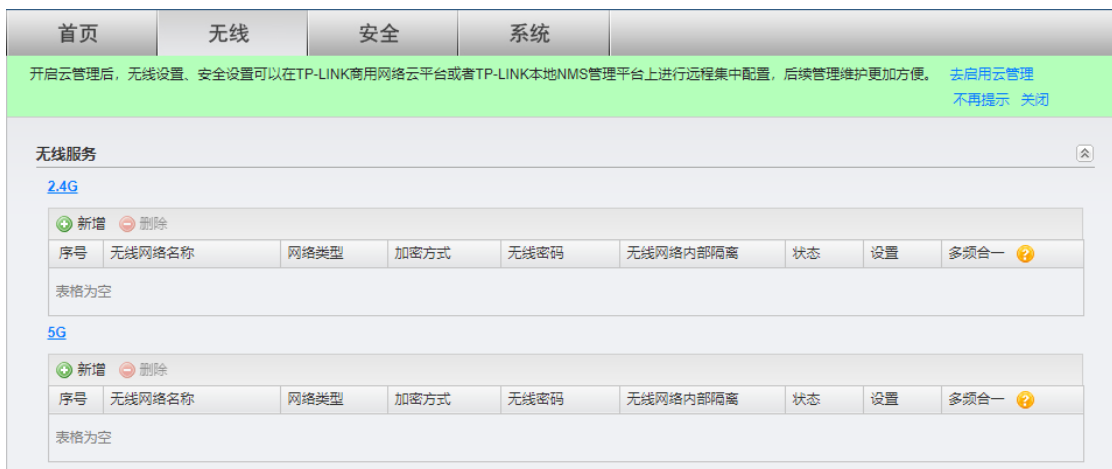 首页 无线 安全 系统
开启云管理后，无线设置、安全设置可以在TP-LINK商用网络云平台或者TP-LINK本地NMS管理平台上进行远程集中配置，后续管理维护更加方便。 去启用云管理
不再提示 关闭
无线服务
2.4G
新增 删除
序号 无线网络名称 网络类型 加密方式 无线密码 无线网络内部隔离 状态 设置 多频合一 ?
表格为空
5G
新增 删除
序号 无线网络名称 网络类型 加密方式 无线密码 无线网络内部隔离 状态 设置 多频合一 ?
表格为空